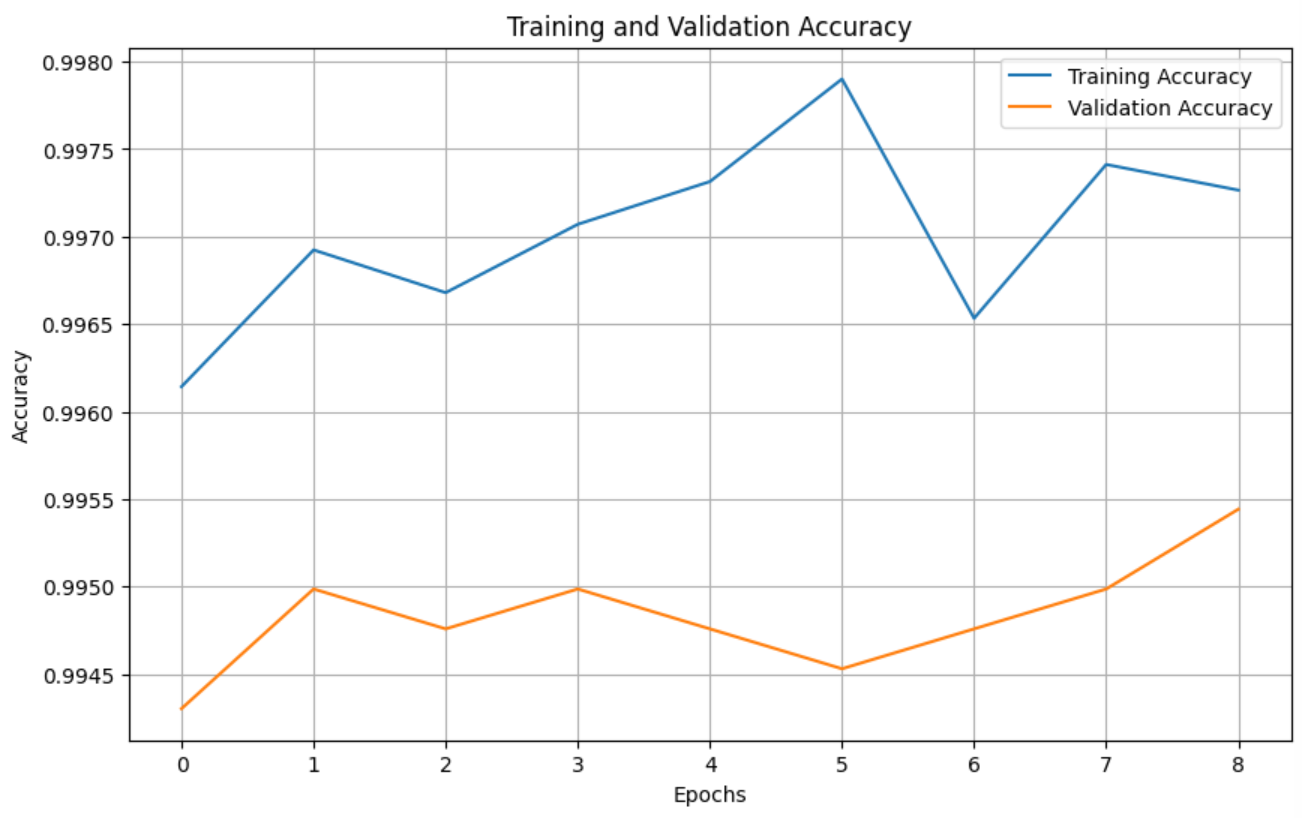 Training and Validation Accuracy
Training Accuracy
Validation Accuracy
Accuracy
0.9980
0.9975
0.9970
0.9965
0.9960
0.9955
0.9950
0.9945
0 1 2 3 4 5 6 7 8
Epochs